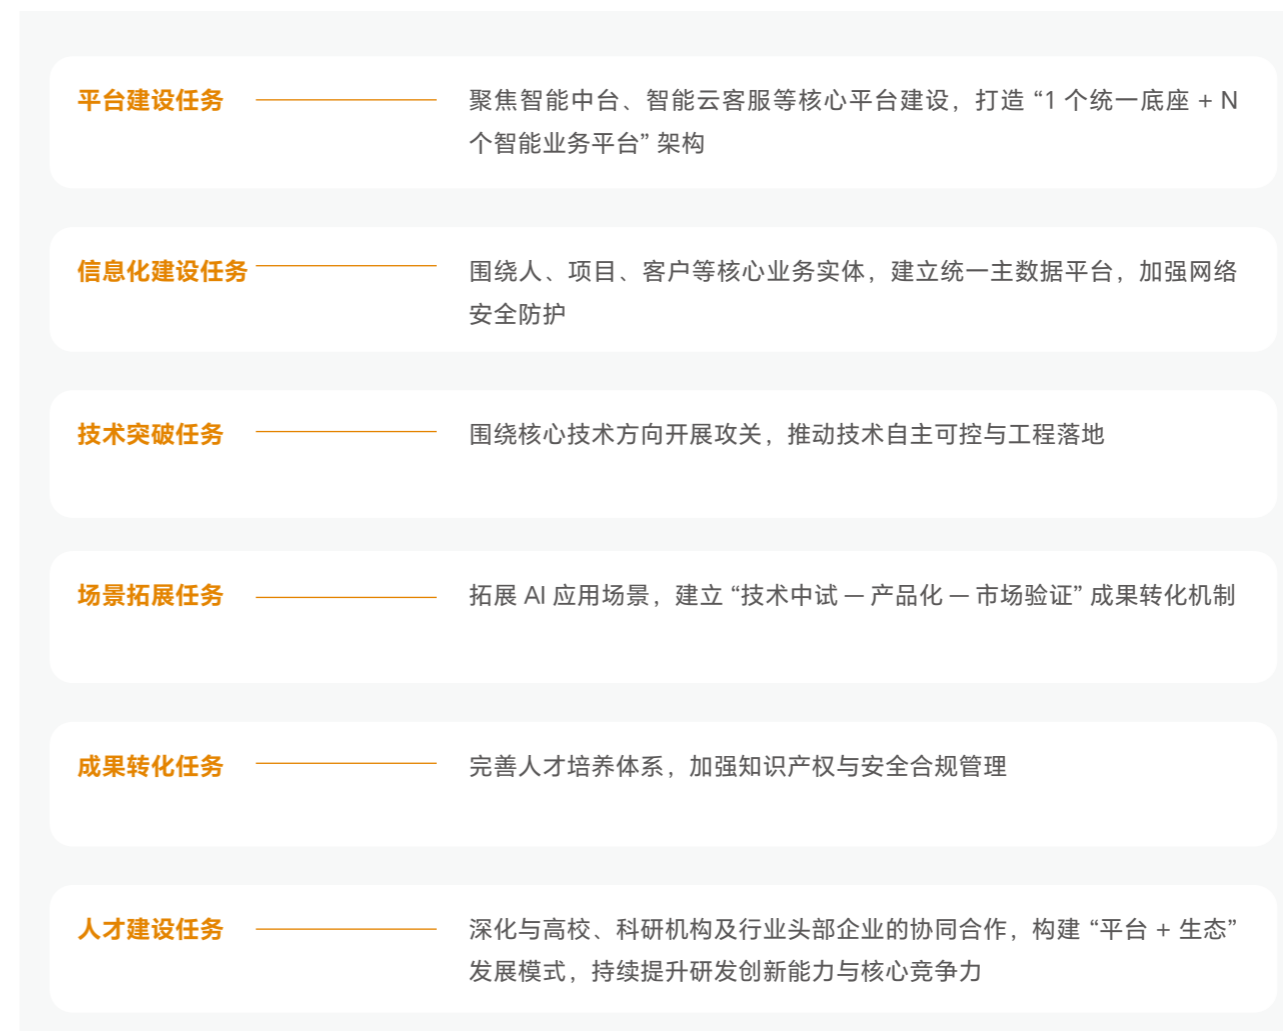 平台建设任务
聚焦智能中台、智能云客服等核心平台建设，打造 “1 个统一底座 + N
个智能业务平台” 架构
信息化建设任务
围绕人、项目、客户等核心业务实体，建立统一主数据平台，加强网络
安全防护
技术突破任务
围绕核心技术方向开展攻关，推动技术自主可控与工程落地
场景拓展任务
拓展 AI 应用场景，建立 “技术中试 — 产品化 — 市场验证” 成果转化机制
成果转化任务
完善人才培养体系，加强知识产权与安全合规管理
人才建设任务
深化与高校、科研机构及行业头部企业的协同合作，构建 “平台 + 生态”
发展模式，持续提升研发创新能力与核心竞争力